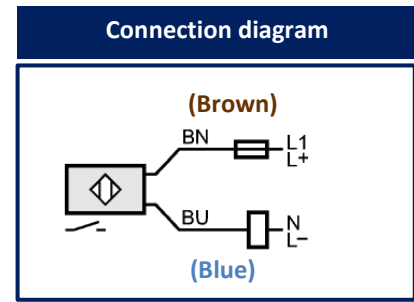 Connection diagram
(Brown)
BN
L1
L+
BU
N
L–
(Blue)